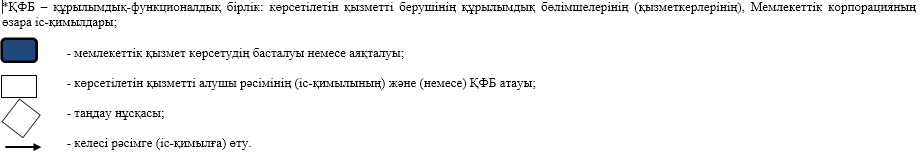 *ҚФБ – құрылымдық-функционалдық бірлік: көрсетілетін қызметті берушінің құрылымдық бөлімшелерінің (қызметкерлерінің), Мемлекеттік корпорацияның
өзара іс-қимылдары;
- мемлекеттік қызмет көрсетудің басталуы немесе аяқталуы;
- көрсетілетін қызметті алушы рәсімінің (іс-қимылының) және (немесе) ҚФБ атауы;
- таңдау нұсқасы;
- келесі рәсімге (іс-қимылға) өту.